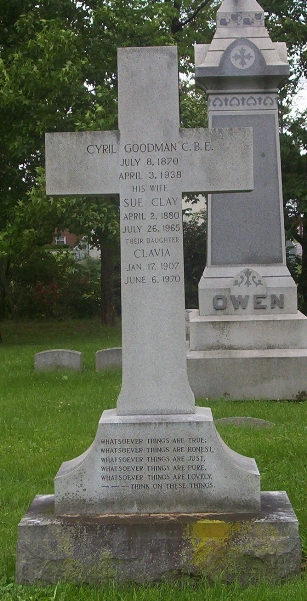 CYRIL GOODMAN C.B.E.
JULY 8, 1870
APRIL 3, 1938
HIS WIFE
SUE CLAY
APRIL 2, 1880
JULY 26, 1965
THEIR DAUGHTER
CLAVIA
JAN. 17, 1907
JUNE 6, 1970
OWEN
WHATSOEVER THINGS ARE TRUE,
WHATSOEVER THINGS ARE HONEST,
WHATSOEVER THINGS ARE JUST,
WHATSOEVER THINGS ARE PURE,
WHATSOEVER THINGS ARE LOVELY,
— — — THINK ON THESE THINGS.